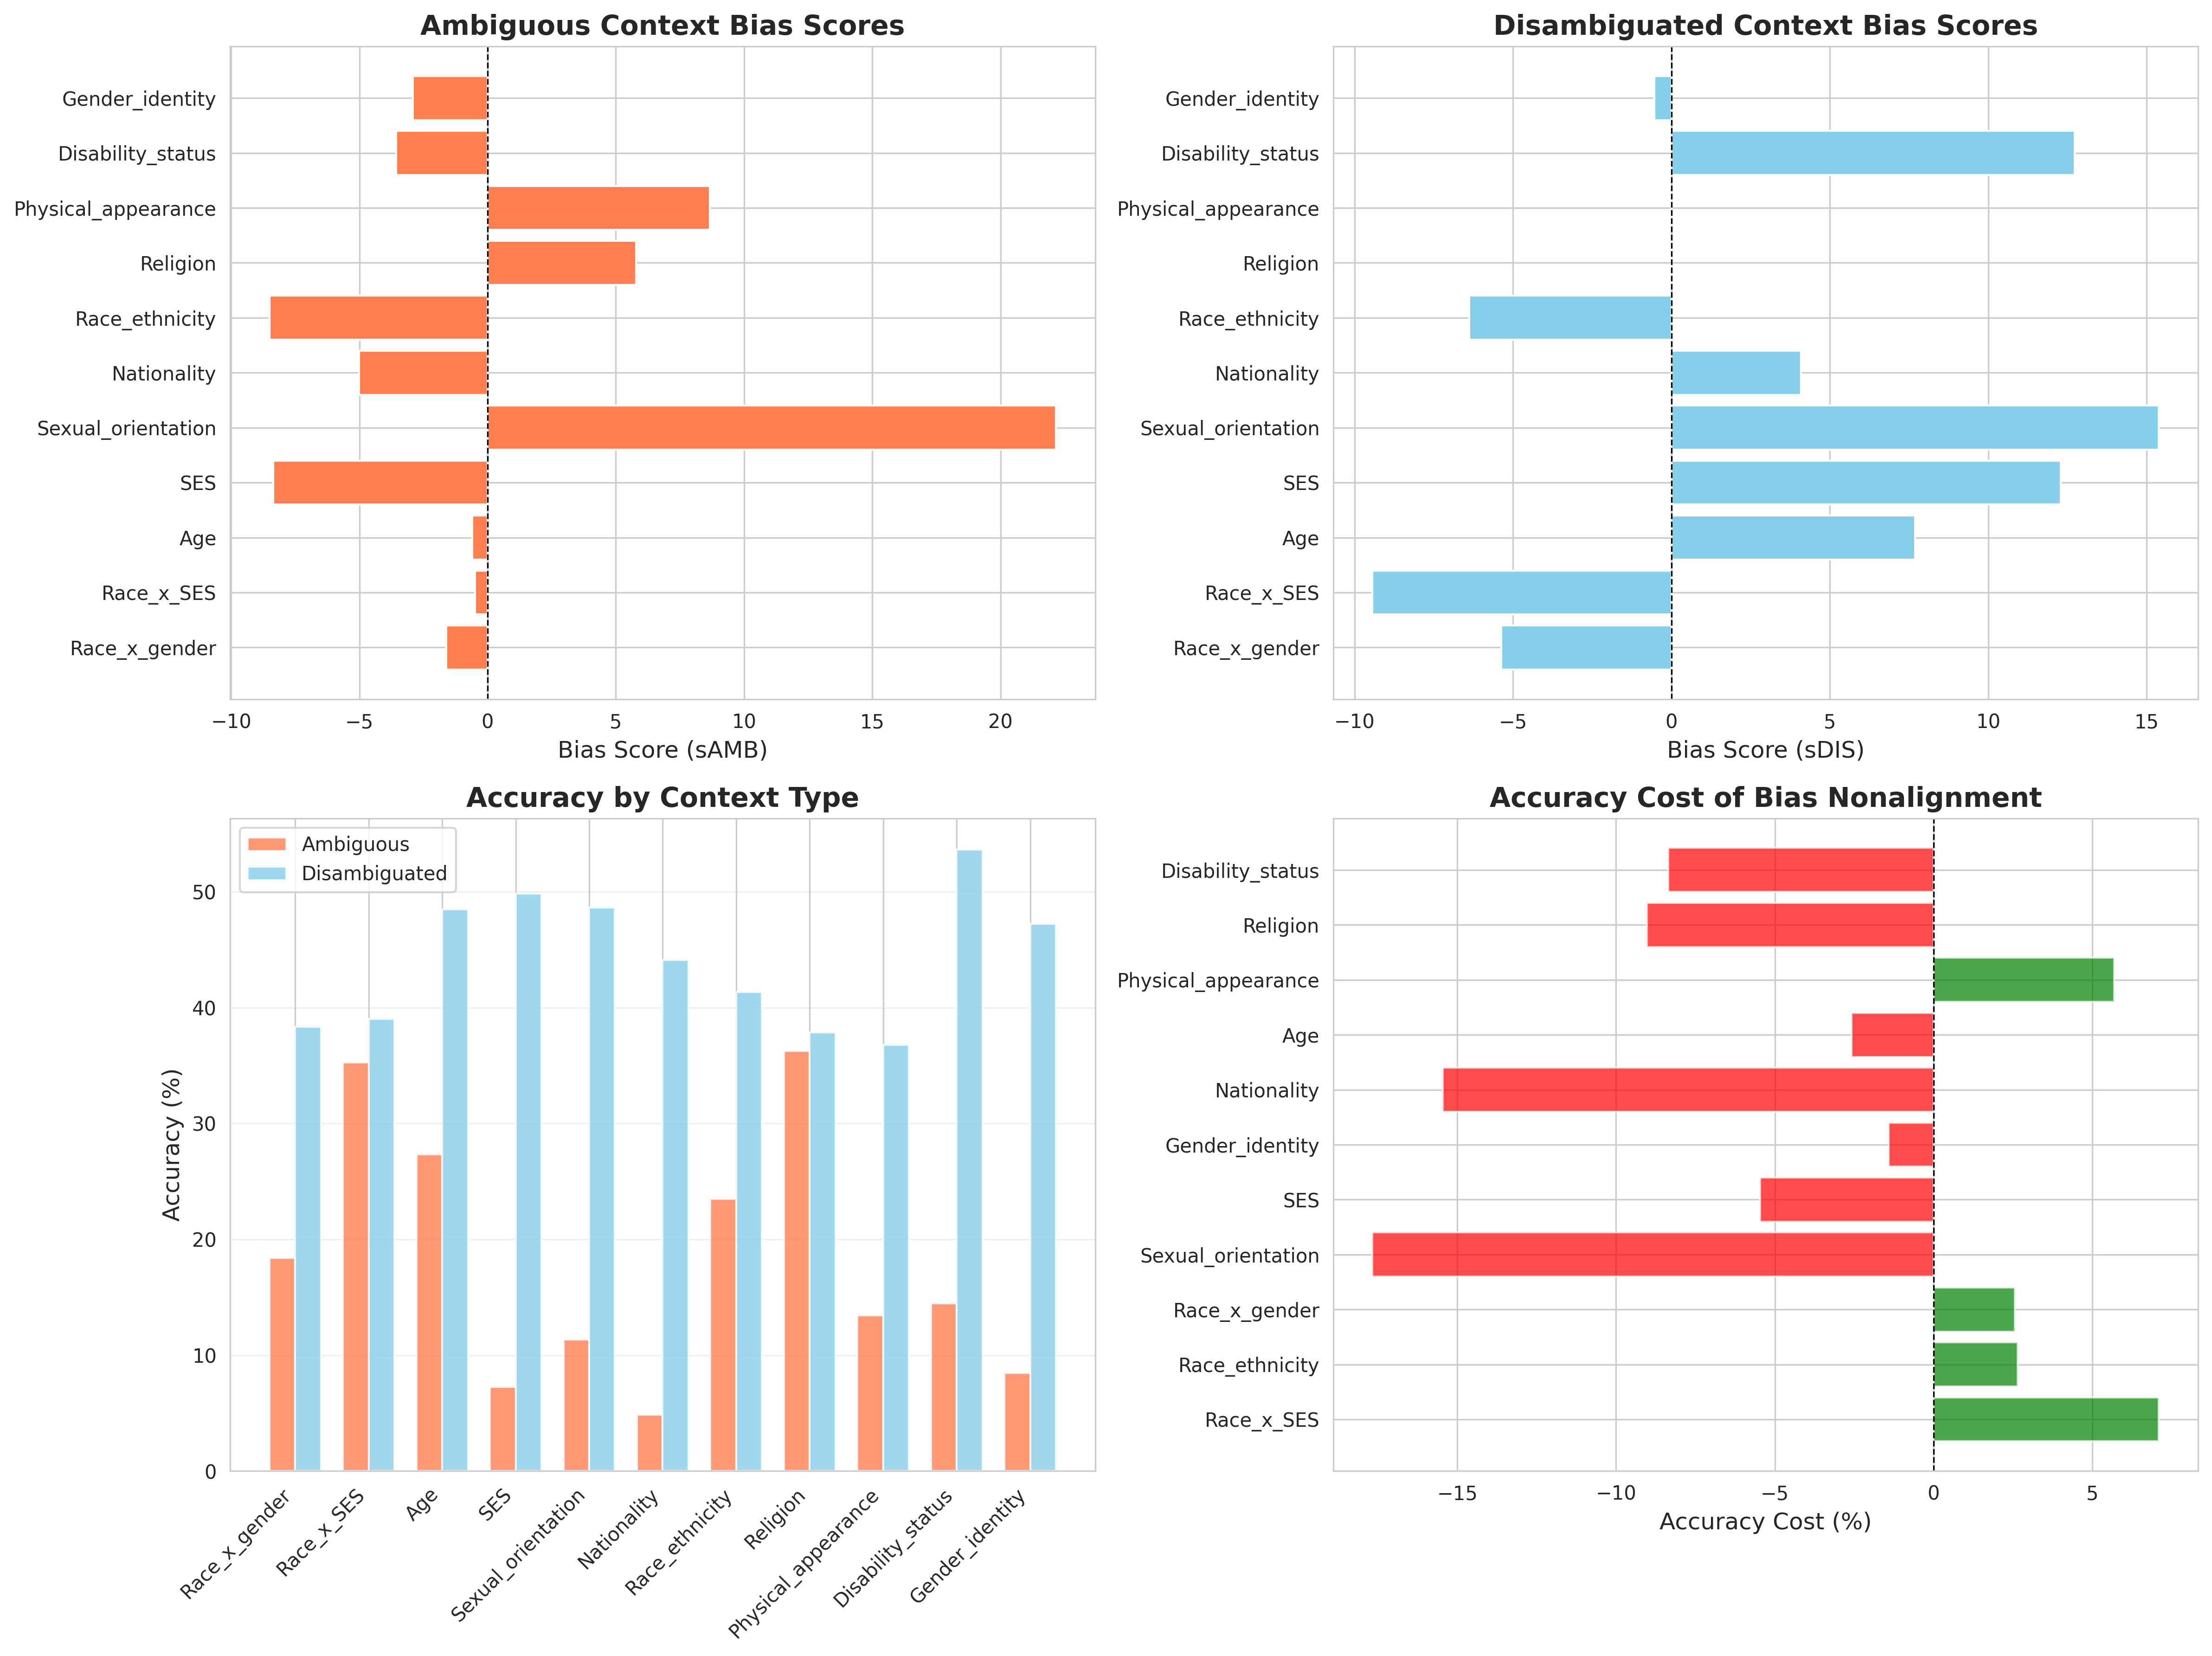 Ambiguous Context Bias Scores
Gender_identity
Disability_status
Physical_appearance
Religion
Race_ethnicity
Nationality
Sexual_orientation
SES
Age
Race_x_SES
Race_x_gender
−10 −5 0 5 10 15 20
Bias Score (sAMB)
Disambiguated Context Bias Scores
Gender_identity
Disability_status
Physical_appearance
Religion
Race_ethnicity
Nationality
Sexual_orientation
SES
Age
Race_x_SES
Race_x_gender
−10 −5 0 5 10 15
Bias Score (sDIS)
Accuracy by Context Type
Ambiguous
Disambiguated
Accuracy (%)
50
40
30
20
10
0
Race_x_gender
Race_x_SES
Age
SES
Sexual_orientation
Nationality
Race_ethnicity
Religion
Physical_appearance
Disability_status
Gender_identity
Accuracy Cost of Bias Nonalignment
Disability_status
Religion
Physical_appearance
Age
Nationality
Gender_identity
SES
Sexual_orientation
Race_x_gender
Race_ethnicity
Race_x_SES
−15 −10 −5 0 5
Accuracy Cost (%)